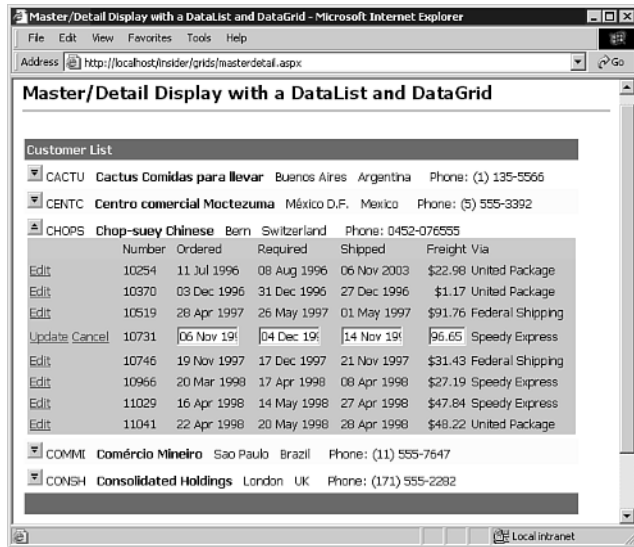 Master/Detail Display with a DataList and DataGrid - Microsoft Internet Explorer
File Edit View Favorites Tools Help
Address http://localhost/insider/grids/masterdetail.aspx Go
Master/Detail Display with a DataList and DataGrid
Customer List
CACTU Cactus Comidas para llevar Buenos Aires Argentina Phone: (1) 135-5566
CENTC Centro comercial Moctezuma México D.F. Mexico Phone: (5) 555-3392
CHOPS Chop-suey Chinese Bern Switzerland Phone: 0452-076555
Number Ordered Required Shipped Freight Via
Edit 10254 11 Jul 1996 08 Aug 1996 06 Nov 2003 $22.98 United Package
Edit 10370 03 Dec 1996 31 Dec 1996 27 Dec 1996 $1.17 United Package
Edit 10519 28 Apr 1997 26 May 1997 01 May 1997 $91.76 Federal Shipping
Update Cancel 10731 06 Nov 199 04 Dec 199 14 Nov 199 96.65 Speedy Express
Edit 10746 19 Nov 1997 17 Dec 1997 21 Nov 1997 $31.43 Federal Shipping
Edit 10966 20 Mar 1998 17 Apr 1998 08 Apr 1998 $27.19 Speedy Express
Edit 11029 16 Apr 1998 14 May 1998 27 Apr 1998 $47.84 Speedy Express
Edit 11041 22 Apr 1998 20 May 1998 28 Apr 1998 $48.22 United Package
COMMI Comércio Mineiro Sao Paulo Brazil Phone: (11) 555-7647
CONSH Consolidated Holdings London UK Phone: (171) 555-2282
Local intranet